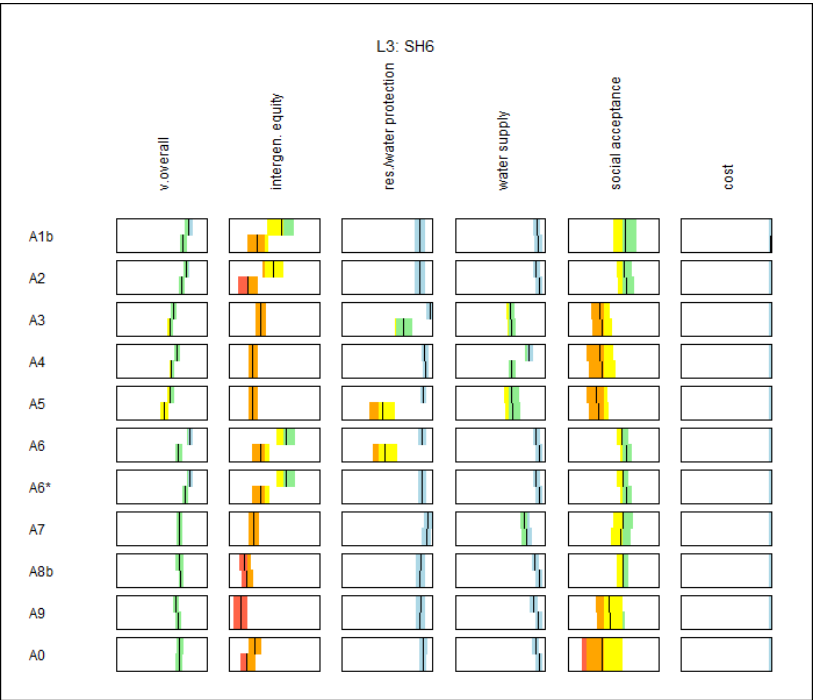 L3: SH6
v.overall
intergen. equity
res./water protection
water supply
social acceptance
cost
A1b
A2
A3
A4
A5
A6
A6*
A7
A8b
A9
A0